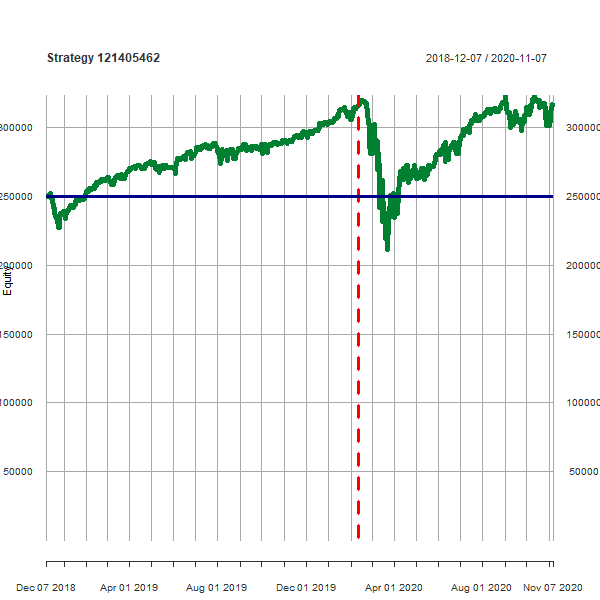 Strategy 121405462 2018-12-07 / 2020-11-07
300000 300000
250000 250000
200000 200000
Equity
150000 150000
100000 100000
50000 50000
Dec 07 2018 Apr 01 2019 Aug 01 2019 Dec 01 2019 Apr 01 2020 Aug 01 2020 Nov 07 2020